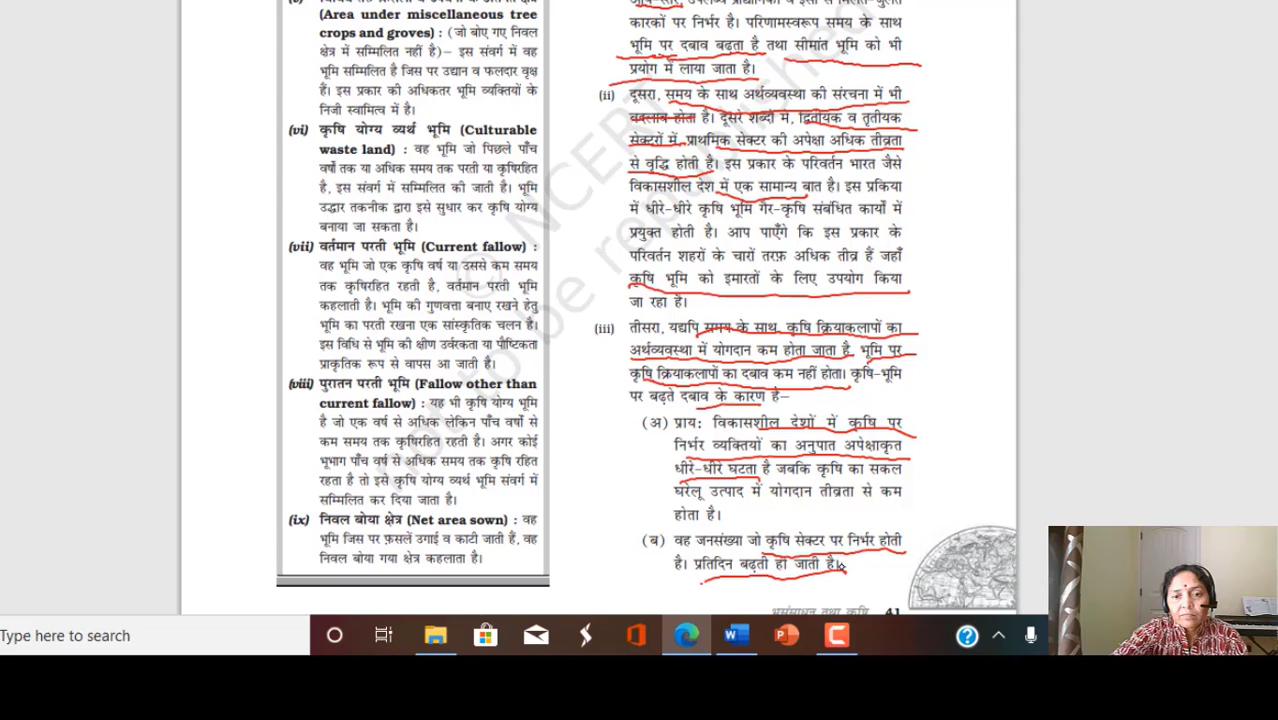 (Area under miscellaneous tree
crops and groves) : (जो बोए गए निवल
क्षेत्र में सम्मिलित नहीं है)– इस संवर्ग में वह
भूमि सम्मिलित है जिस पर उद्यान व फलदार वृक्ष
हैं। इस प्रकार की अधिकतर भूमि व्यक्तियों के
निजी स्वामित्व में है।
(vi) कृषि योग्य व्यर्थ भूमि (Culturable
waste land) : वह भूमि जो पिछले पाँच
वर्षों तक या अधिक समय तक परती या कृषिरहित
है, इस संवर्ग में सम्मिलित की जाती है। भूमि
उद्धार तकनीक द्वारा इसे सुधार कर कृषि योग्य
बनाया जा सकता है।
(vii) वर्तमान परती भूमि (Current fallow) :
वह भूमि जो एक कृषि वर्ष या उससे कम समय
तक कृषिरहित रहती है, वर्तमान परती भूमि
कहलाती है। भूमि की गुणवत्ता बनाए रखने हेतु
भूमि का परती रखना एक सांस्कृतिक चलन है।
इस विधि से भूमि की क्षीण उर्वरकता या पौष्टिकता
प्राकृतिक रूप से वापस आ जाती है।
(viii) पुरातन परती भूमि (Fallow other than
current fallow) : यह भी कृषि योग्य भूमि
है जो एक वर्ष से अधिक लेकिन पाँच वर्षों से
कम समय तक कृषिरहित रहती है। अगर कोई
भूभाग पाँच वर्ष से अधिक समय तक कृषि रहित
रहता है तो इसे कृषि योग्य व्यर्थ भूमि संवर्ग में
सम्मिलित कर दिया जाता है।
(ix) निवल बोया क्षेत्र (Net area sown) : वह
भूमि जिस पर फ़सलें उगाई व काटी जाती हैं, वह
निवल बोया गया क्षेत्र कहलाता है।
कारकों पर निर्भर है। परिणामस्वरूप समय के साथ
भूमि पर दबाव बढ़ता है तथा सीमांत भूमि को भी
प्रयोग में लाया जाता है।
(ii) दूसरा, समय के साथ अर्थव्यवस्था की संरचना में भी
बदलाव होता है। दूसरे शब्दों में, द्वितीयक व तृतीयक
सेक्टरों में, प्राथमिक सेक्टर की अपेक्षा अधिक तीव्रता
से वृद्धि होती है। इस प्रकार के परिवर्तन भारत जैसे
विकासशील देश में एक सामान्य बात है। इस प्रकिया
में धीरे-धीरे कृषि भूमि गैर-कृषि संबंधित कार्यों में
प्रयुक्त होती है। आप पाएँगे कि इस प्रकार के
परिवर्तन शहरों के चारों तरफ़ अधिक तीव्र हैं जहाँ
कृषि भूमि को इमारतों के लिए उपयोग किया
जा रहा है।
(iii) तीसरा, यद्यपि समय के साथ, कृषि क्रियाकलापों का
अर्थव्यवस्था में योगदान कम होता जाता है, भूमि पर
कृषि क्रियाकलापों का दबाव कम नहीं होता। कृषि-भूमि
पर बढ़ते दबाव के कारण है–
(अ) प्राय: विकासशील देशों में कृषि पर
निर्भर व्यक्तियों का अनुपात अपेक्षाकृत
धीरे-धीरे घटता है जबकि कृषि का सकल
घरेलू उत्पाद में योगदान तीव्रता से कम
होता है।
(ब) वह जनसंख्या जो कृषि सेक्टर पर निर्भर होती
है। प्रतिदिन बढ़ती ही जाती है।
भूसंसाधन तथा कृषि 41
© NCERT
not to be republished
Type here to search